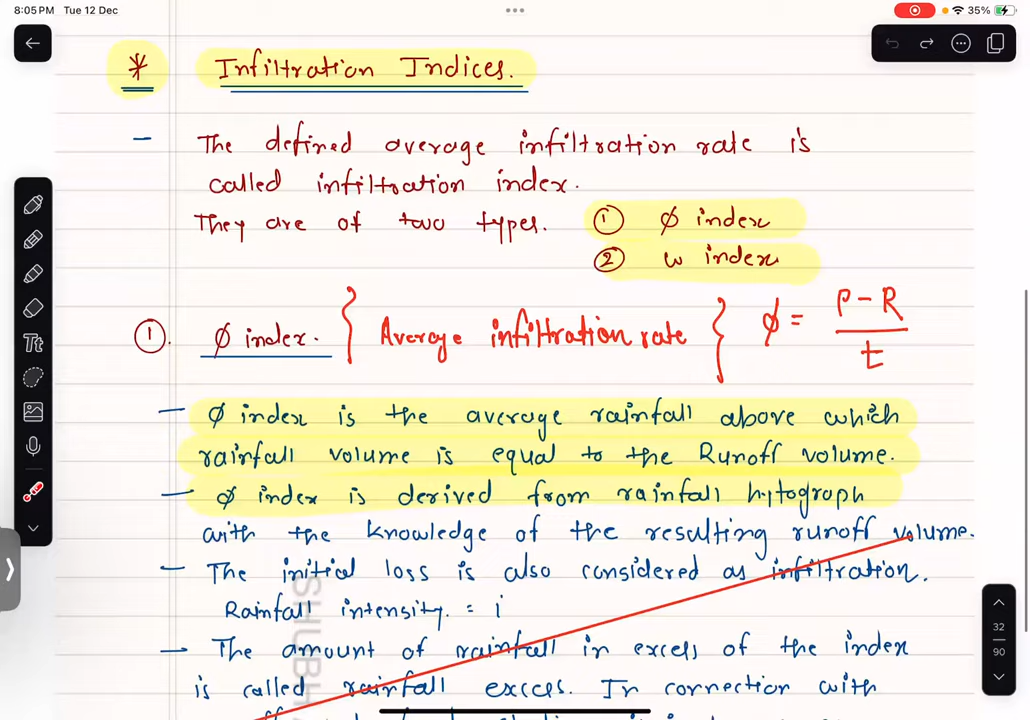 8:05 PM Tue 12 Dec
35%
* Infiltration Indices.
- The defined average infiltration rate is
called infiltration index.
They are of two types. ① ϕ index
② w index
①. ϕ index. } Average infiltration rate } ϕ = P-R / t
- ϕ index is the average rainfall above which
rainfall volume is equal to the Runoff volume.
- ϕ index is derived from rainfall hytograph
with the knowledge of the resulting runoff volume.
- The initial loss is also considered as infiltration.
Rainfall intensity. = i
- The amount of rainfall in excess of the index
is called rainfall excess. In connection with
Tt
32
90
SHUBH